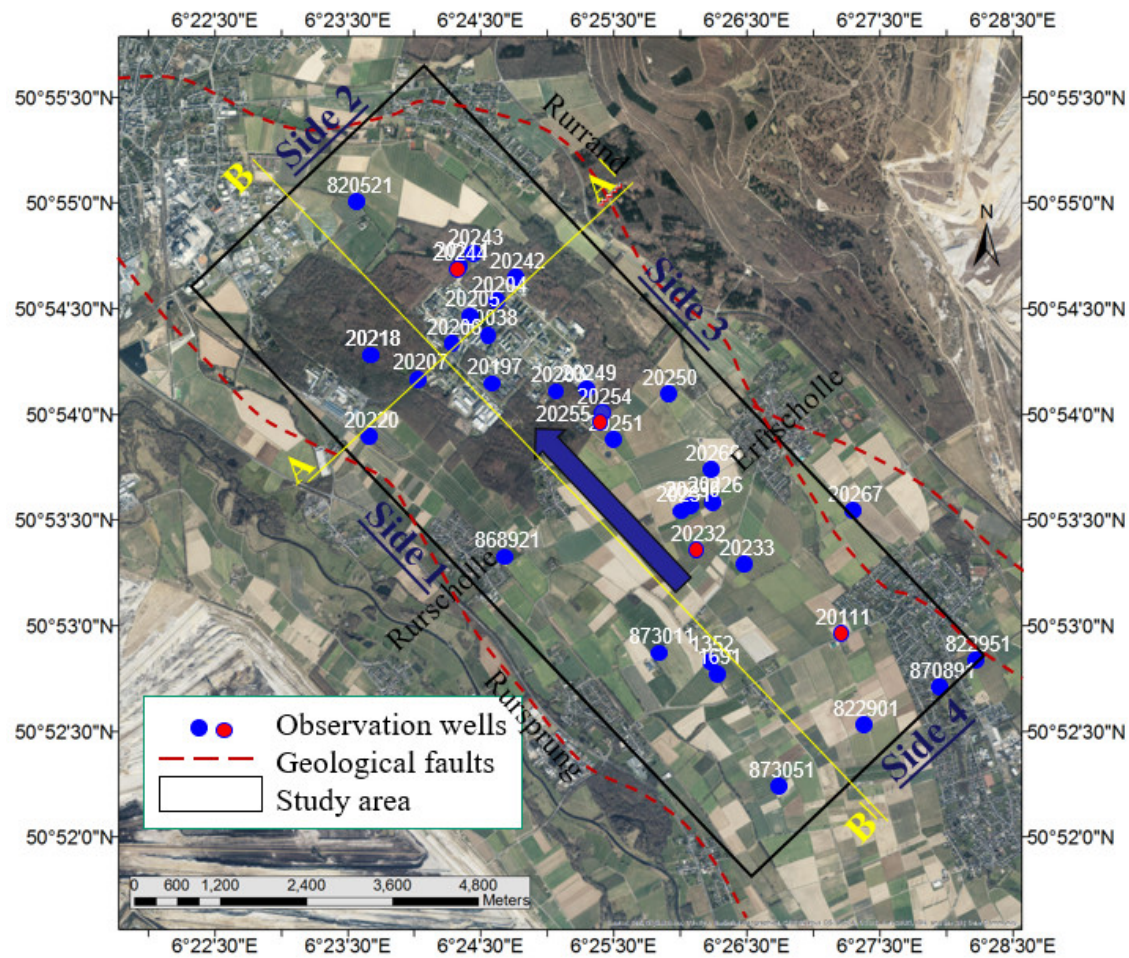 6°22'30"E 6°23'30"E 6°24'30"E 6°25'30"E 6°26'30"E 6°27'30"E 6°28'30"E
50°55'30"N 50°55'30"N
Side 2
Rurrand
B
A'
820521
50°55'0"N 50°55'0"N
N
20243
20244
20242
20204
Side 3
50°54'30"N 50°54'30"N
20205
2038
20218
20207
20197
20249
20250
20254
50°54'0"N 50°54'0"N
20220
20255
20251
Erftscholle
A
20267
50°53'30"N 50°53'30"N
Side 1
20232
868921
20233
Rurscholle
50°53'0"N 50°53'0"N
20111
873011
1352
1691
822951
870891
Rursprung
822901
Side 4
50°52'30"N 50°52'30"N
873051
B'
50°52'0"N 50°52'0"N
Observation wells
Geological faults
Study area
0 600 1,200 2,400 3,600 4,800
Meters
6°22'30"E 6°23'30"E 6°24'30"E 6°25'30"E 6°26'30"E 6°27'30"E 6°28'30"E